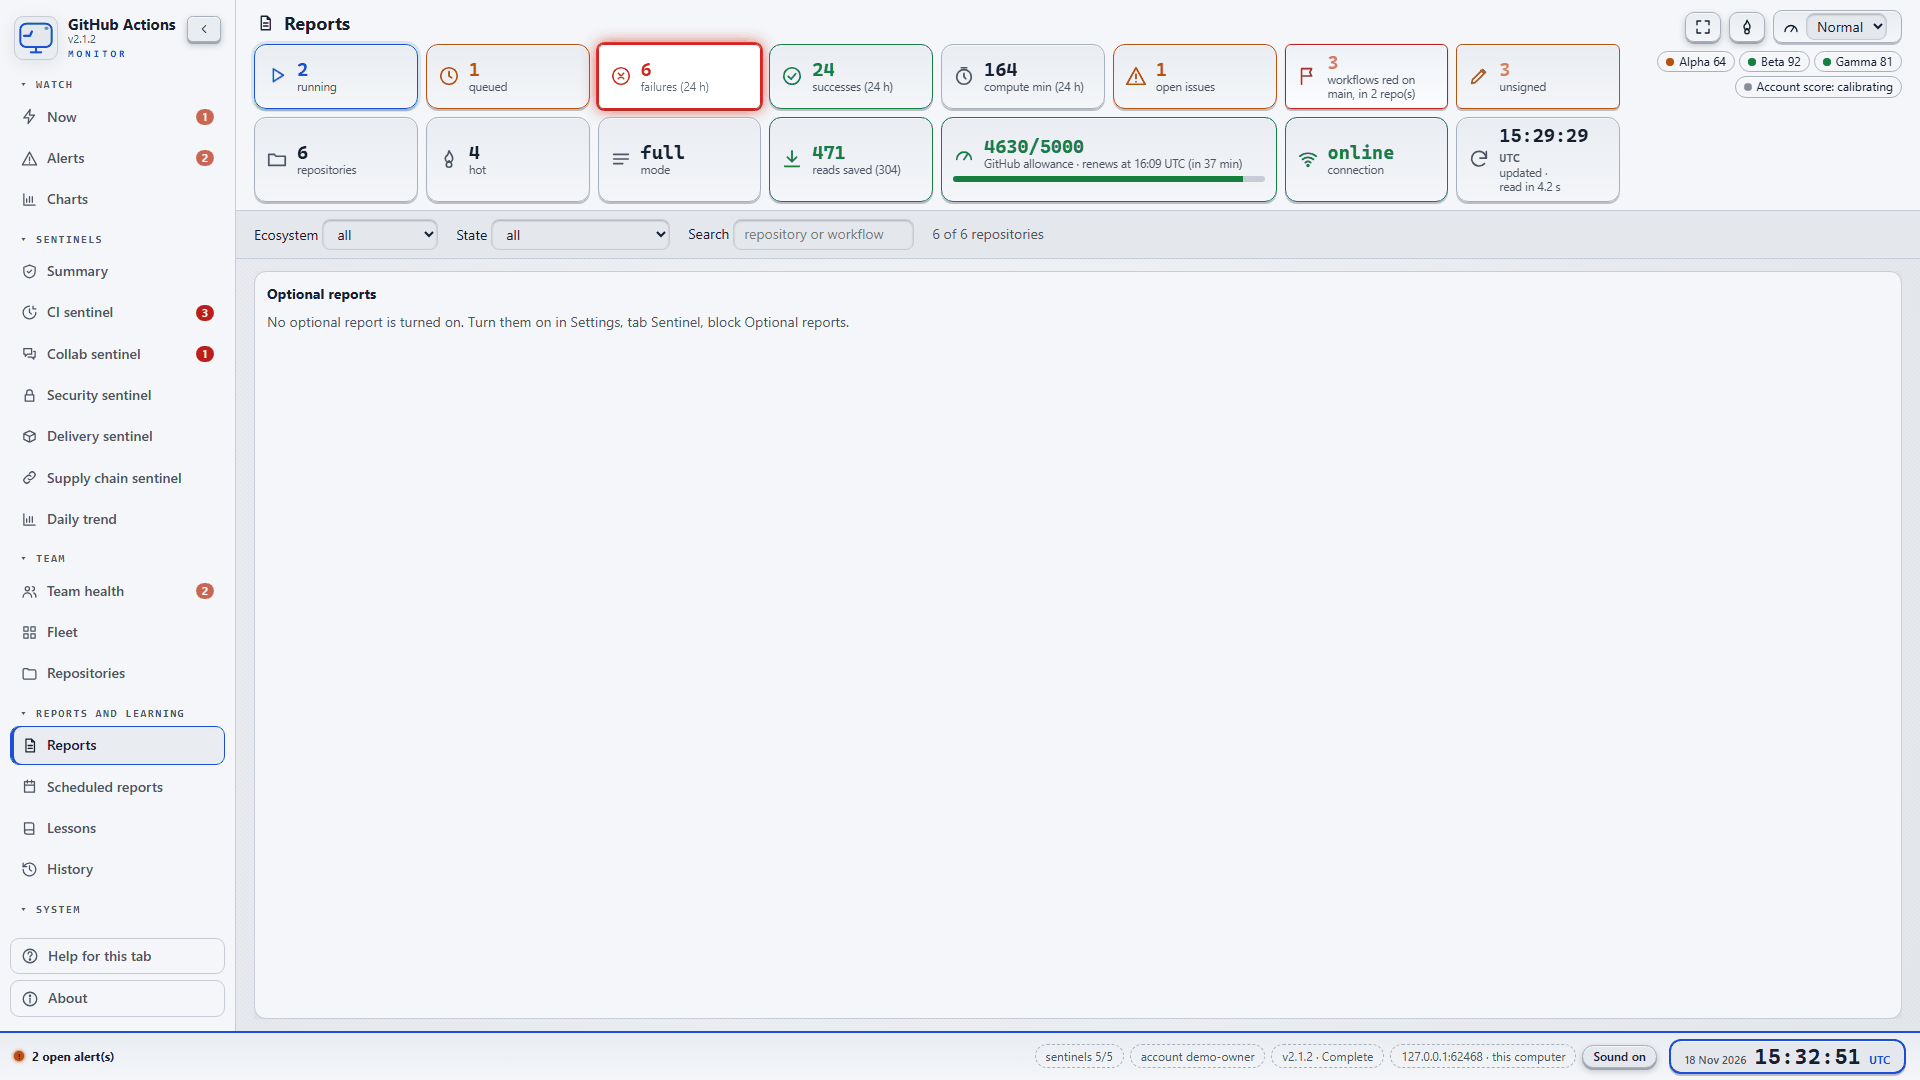 GitHub Actions
v2.1.2
MONITOR
WATCH
Now 1
Alerts 2
Charts
SENTINELS
Summary
CI sentinel 3
Collab sentinel 1
Security sentinel
Delivery sentinel
Supply chain sentinel
Daily trend
TEAM
Team health 2
Fleet
Repositories
REPORTS AND LEARNING
Reports
Scheduled reports
Lessons
History
SYSTEM
Help for this tab
About
Reports
Normal
Alpha 64
Beta 92
Gamma 81
Account score: calibrating
2
running
1
queued
6
failures (24 h)
24
successes (24 h)
164
compute min (24 h)
1
open issues
3
workflows red on
main, in 2 repo(s)
3
unsigned
6
repositories
4
hot
full
mode
471
reads saved (304)
4630/5000
GitHub allowance · renews at 16:09 UTC (in 37 min)
online
connection
15:29:29
UTC
updated ·
read in 4.2 s
Ecosystem all State all Search repository or workflow 6 of 6 repositories
Optional reports
No optional report is turned on. Turn them on in Settings, tab Sentinel, block Optional reports.
2 open alert(s)
sentinels 5/5
account demo-owner
v2.1.2 · Complete
127.0.0.1:62468 · this computer
Sound on
18 Nov 2026 15:32:51 UTC